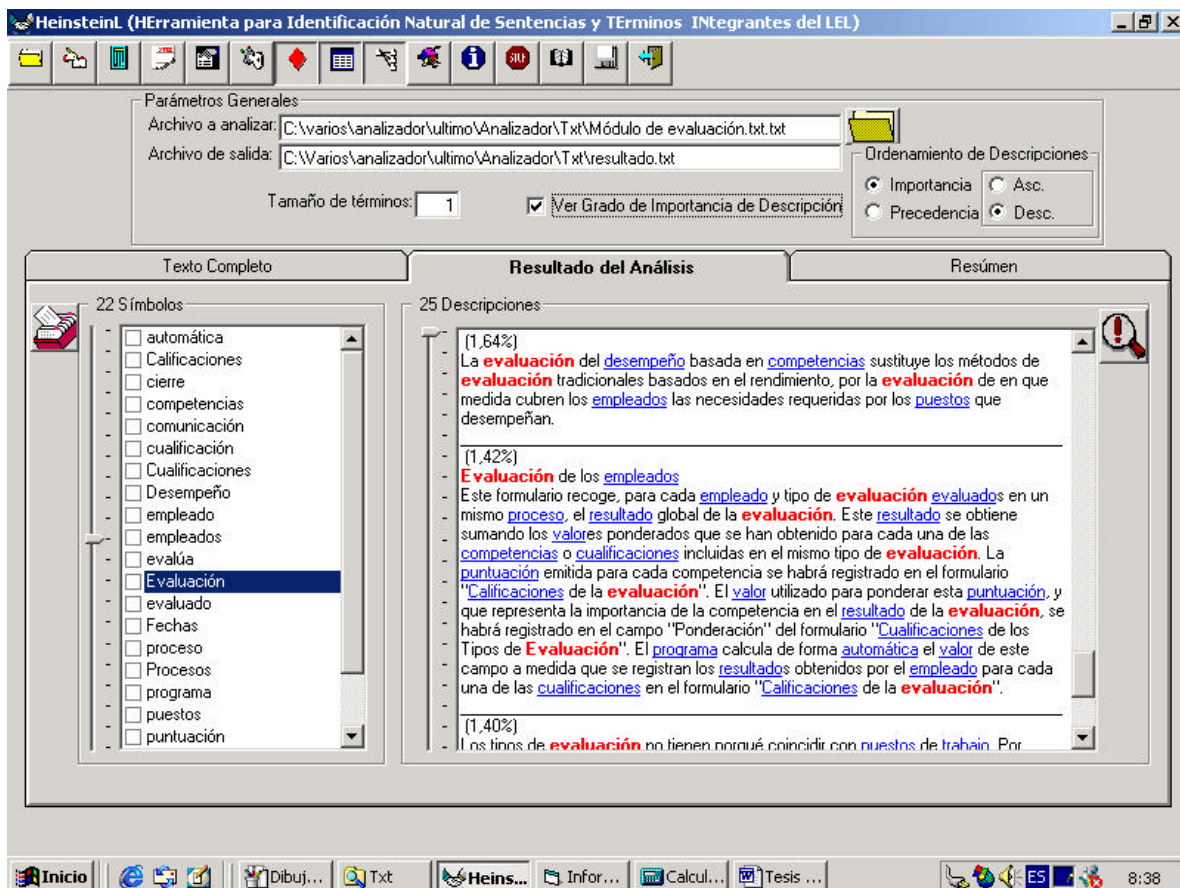 HeinsteinL (HErramienta para Identificación Natural de Sentencias y TErminos INtegrantes del LEL)
Parámetros Generales
Archivo a analizar: C:\varios\analizador\ultimo\Analizador\Txt\Módulo de evaluación.txt.txt
Archivo de salida: C:\Varios\analizador\ultimo\Analizador\Txt\resultado.txt
Tamaño de términos: 1
Ver Grado de Importancia de Descripción
Ordenamiento de Descripciones
Importancia Asc.
Precedencia Desc.
Texto Completo Resultado del Análisis Resúmen
22 Símbolos
automática
Calificaciones
cierre
competencias
comunicación
cualificación
Cualificaciones
Desempeño
empleado
empleados
evalúa
Evaluación
evaluado
Fechas
proceso
Procesos
programa
puestos
puntuación
25 Descripciones
(1,64%)
La evaluación del desempeño basada en competencias sustituye los métodos de
evaluación tradicionales basados en el rendimiento, por la evaluación de en que
medida cubren los empleados las necesidades requeridas por los puestos que
desempeñan.
(1,42%)
Evaluación de los empleados
Este formulario recoge, para cada empleado y tipo de evaluación evaluados en un
mismo proceso, el resultado global de la evaluación. Este resultado se obtiene
sumando los valores ponderados que se han obtenido para cada una de las
competencias o cualificaciones incluidas en el mismo tipo de evaluación. La
puntuación emitida para cada competencia se habrá registrado en el formulario
"Calificaciones de la evaluación". El valor utilizado para ponderar esta puntuación, y
que representa la importancia de la competencia en el resultado de la evaluación, se
habrá registrado en el campo "Ponderación" del formulario "Cualificaciones de los
Tipos de Evaluación". El programa calcula de forma automática el valor de este
campo a medida que se registran los resultados obtenidos por el empleado para cada
una de las cualificaciones en el formulario "Calificaciones de la evaluación".
(1,40%)
Los tipos de evaluación no tienen porqué coincidir con puestos de trabajo. Por
Inicio Dibuj... Txt Heins... Infor... Calcul... Tesis ... ES 8:38